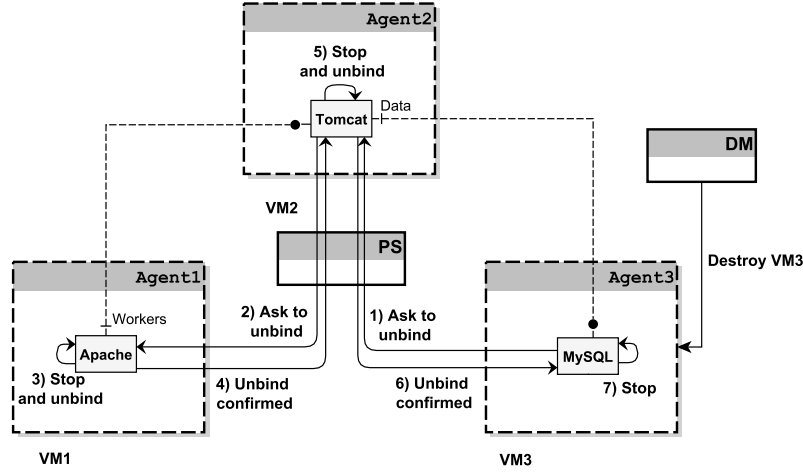 Agent2
5) Stop
and unbind
Data
Tomcat
DM
VM2
PS
Agent1
Agent3
Destroy VM3
Workers
2) Ask to
unbind
1) Ask to
unbind
Apache
MySQL
3) Stop
and unbind
4) Unbind
confirmed
6) Unbind
confirmed
7) Stop
VM1
VM3